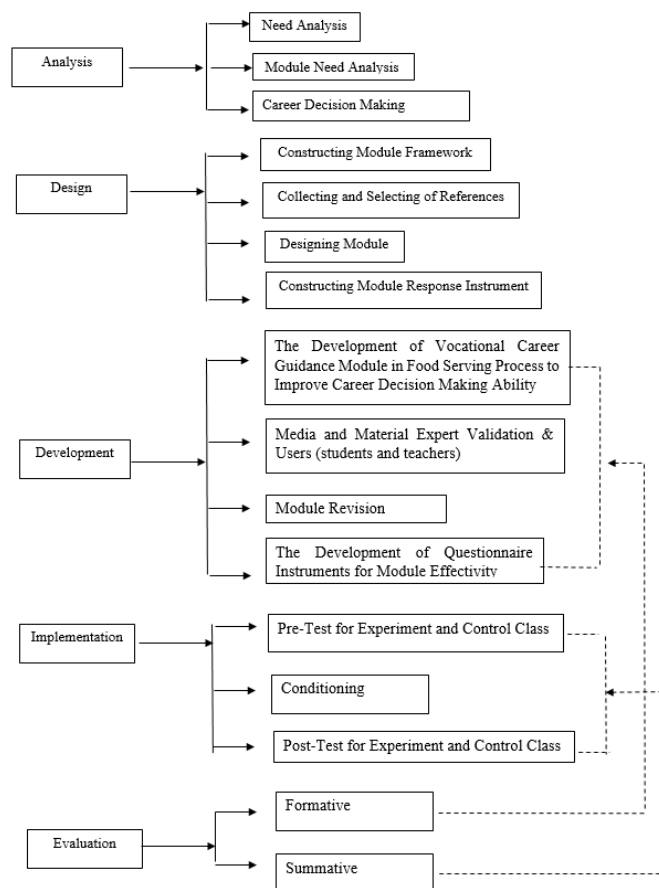 Need Analysis
Analysis
Module Need Analysis
Career Decision Making
Constructing Module Framework
Design
Collecting and Selecting of References
Designing Module
Constructing Module Response Instrument
The Development of Vocational Career
Guidance Module in Food Serving Process to
Improve Career Decision Making Ability
Development
Media and Material Expert Validation &
Users (students and teachers)
Module Revision
The Development of Questionnaire
Instruments for Module Effectivity
Implementation
Pre-Test for Experiment and Control Class
Conditioning
Post-Test for Experiment and Control Class
Formative
Evaluation
Summative